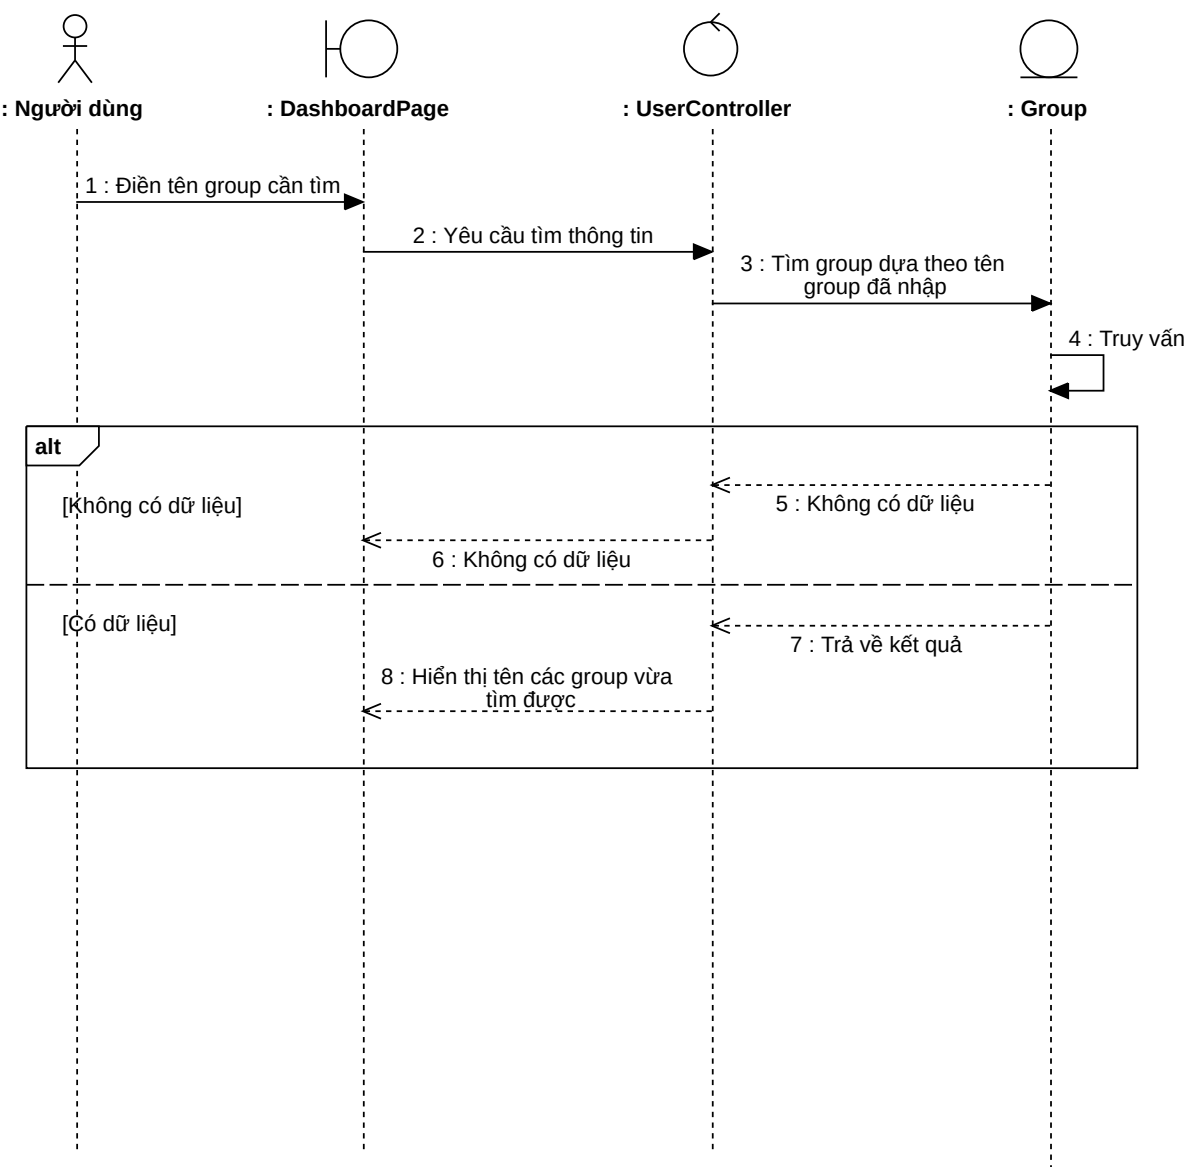 : Người dùng
: DashboardPage
: UserController
: Group
1 : Điền tên group cần tìm
2 : Yêu cầu tìm thông tin
3 : Tìm group dựa theo tên
group đã nhập
4 : Truy vấn
alt
[Không có dữ liệu]
5 : Không có dữ liệu
6 : Không có dữ liệu
[Có dữ liệu]
7 : Trả về kết quả
8 : Hiển thị tên các group vừa
tìm được